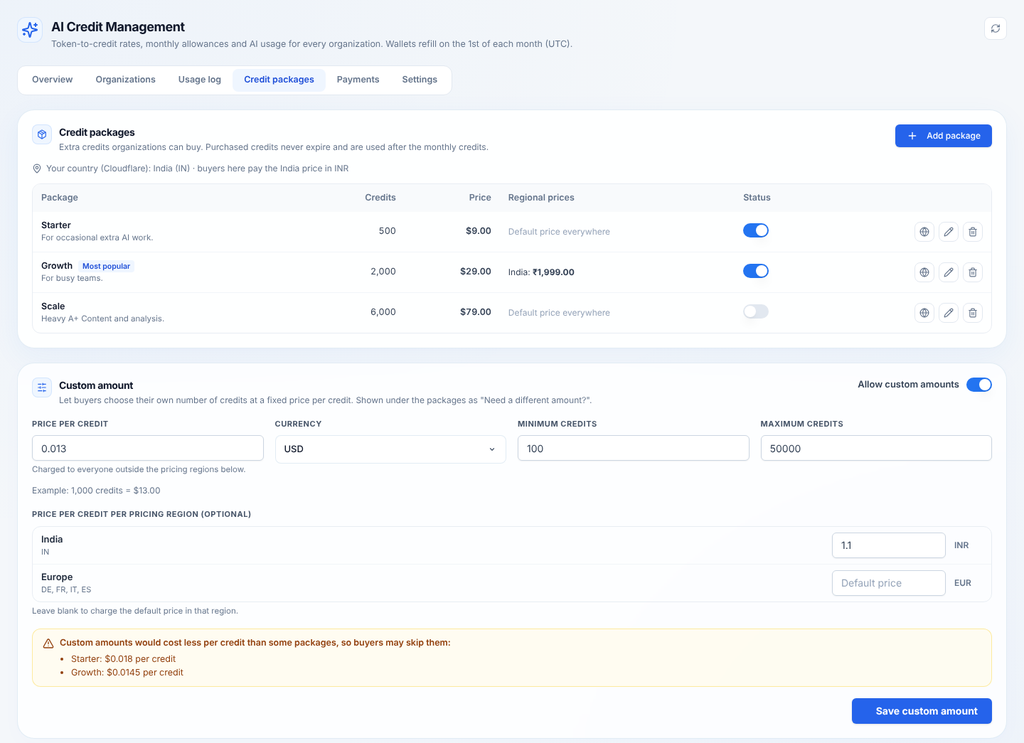 AI Credit Management
Token-to-credit rates, monthly allowances and AI usage for every organization. Wallets refill on the 1st of each month (UTC).
Overview Organizations Usage log Credit packages Payments Settings
Credit packages
Extra credits organizations can buy. Purchased credits never expire and are used after the monthly credits.
Add package
Your country (Cloudflare): India (IN) · buyers here pay the India price in INR
Package Credits Price Regional prices Status
Starter
For occasional extra AI work.
500 $9.00 Default price everywhere
Growth Most popular
For busy teams.
2,000 $29.00 India: ₹1,999.00
Scale
Heavy A+ Content and analysis.
6,000 $79.00 Default price everywhere
Custom amount
Let buyers choose their own number of credits at a fixed price per credit. Shown under the packages as "Need a different amount?".
Allow custom amounts
PRICE PER CREDIT CURRENCY MINIMUM CREDITS MAXIMUM CREDITS
0.013 USD 100 50000
Charged to everyone outside the pricing regions below.
Example: 1,000 credits = $13.00
PRICE PER CREDIT PER PRICING REGION (OPTIONAL)
India
IN
1.1 INR
Europe
DE, FR, IT, ES
Default price EUR
Leave blank to charge the default price in that region.
Custom amounts would cost less per credit than some packages, so buyers may skip them:
• Starter: $0.018 per credit
• Growth: $0.0145 per credit
Save custom amount